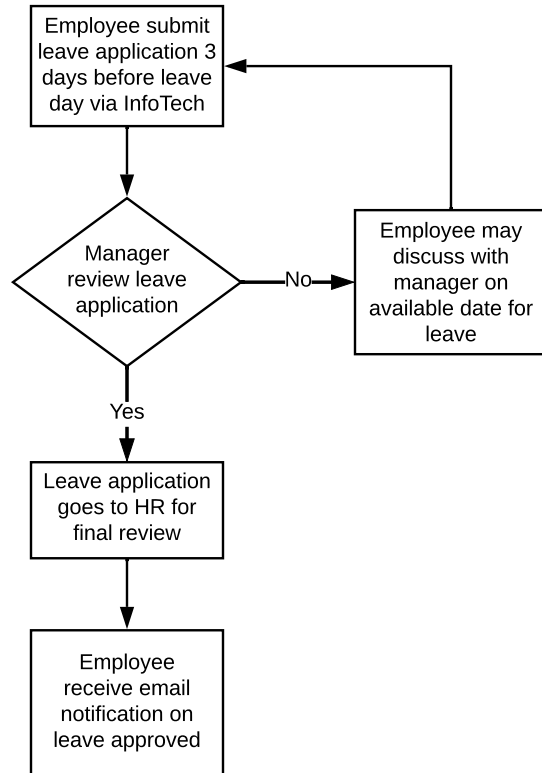 Employee submit
leave application 3
days before leave
day via InfoTech
Manager
review leave
application
No
Employee may
discuss with
manager on
available date for
leave
Yes
Leave application
goes to HR for
final review
Employee
receive email
notification on
leave approved